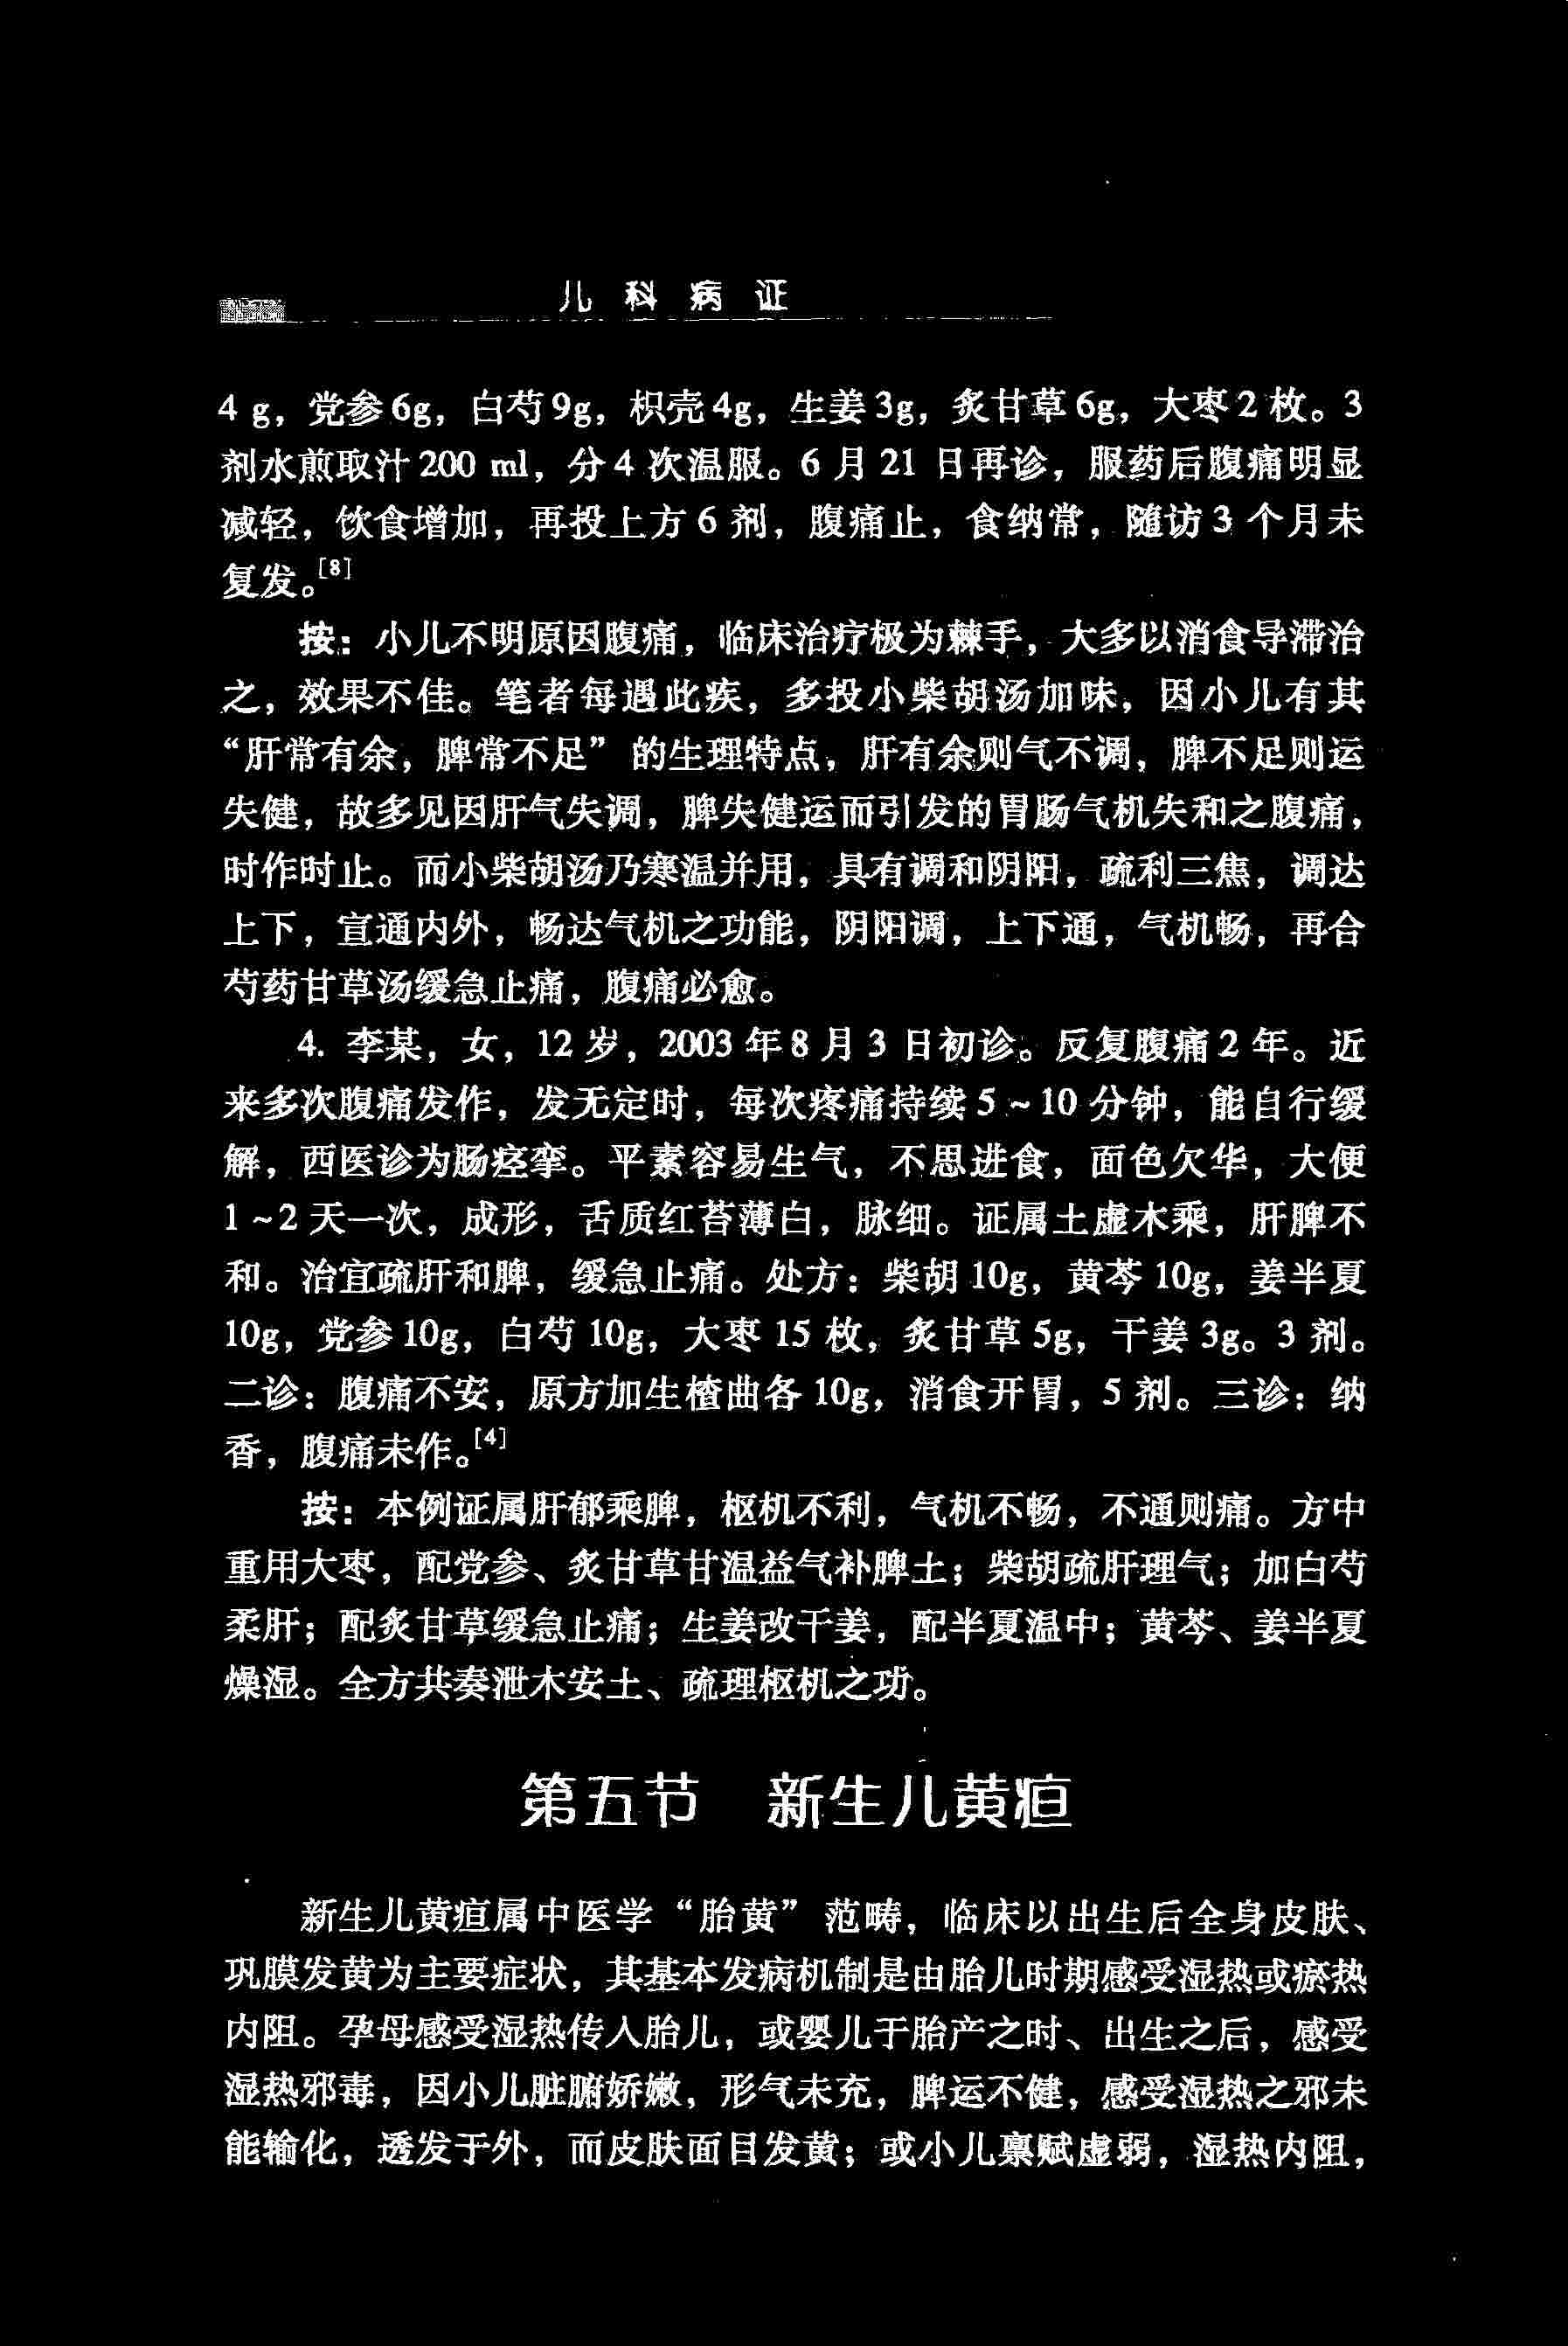 儿科病证
4 g，党参6g，白芍9g，枳壳4g，生姜3g，炙甘草6g，大枣2枚。3
剂水煎取汁200 ml，分4次温服。6月21日再诊，服药后腹痛明显
减轻，饮食增加，再投上方6剂，腹痛止，食纳常，随访3个月未
复发。[8]
按：小儿不明原因腹痛，临床治疗极为棘手，大多以消食导滞治
之，效果不佳。笔者每遇此疾，多投小柴胡汤加味，因小儿有其
“肝常有余，脾常不足”的生理特点，肝有余则气不调，脾不足则运
失健，故多见因肝气失调，脾失健运而引发的胃肠气机失和之腹痛，
时作时止。而小柴胡汤乃寒温并用，具有调和阴阳，疏利三焦，调达
上下，宣通内外，畅达气机之功能，阴阳调，上下通，气机畅，再合
芍药甘草汤缓急止痛，腹痛必愈。
4. 李某，女，12岁，2003年8月3日初诊。反复腹痛2年。近
来多次腹痛发作，发无定时，每次疼痛持续5~10分钟，能自行缓
解，西医诊为肠痉挛。平素容易生气，不思进食，面色欠华，大便
1~2天一次，成形，舌质红苔薄白，脉细。证属土虚木乘，肝脾不
和。治宜疏肝和脾，缓急止痛。处方：柴胡10g，黄芩10g，姜半夏
10g，党参10g，白芍10g，大枣15枚，炙甘草5g，干姜3g。3剂。
二诊：腹痛不安，原方加生楂曲各10g，消食开胃，5剂。三诊：纳
香，腹痛未作。[4]
按：本例证属肝郁乘脾，枢机不利，气机不畅，不通则痛。方中
重用大枣，配党参、炙甘草甘温益气补脾土；柴胡疏肝理气；加白芍
柔肝；配炙甘草缓急止痛；生姜改干姜，配半夏温中；黄芩、姜半夏
燥湿。全方共奏泄木安土、疏理枢机之功。
第五节 新生儿黄疸
新生儿黄疸属中医学“胎黄”范畴，临床以出生后全身皮肤、
巩膜发黄为主要症状，其基本发病机制是由胎儿时期感受湿热或瘀热
内阻。孕母感受湿热传入胎儿，或婴儿于胎产之时、出生之后，感受
湿热邪毒，因小儿脏腑娇嫩，形气未充，脾运不健，感受湿热之邪未
能输化，透发于外，而皮肤面目发黄；或小儿禀赋虚弱，湿热内阻，